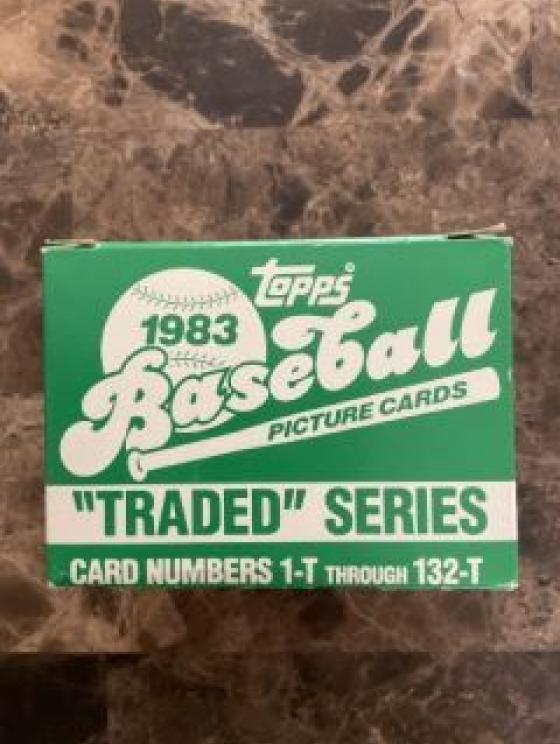 topps®
1983
Baseball
PICTURE CARDS
"TRADED" SERIES
CARD NUMBERS 1-T THROUGH 132-T